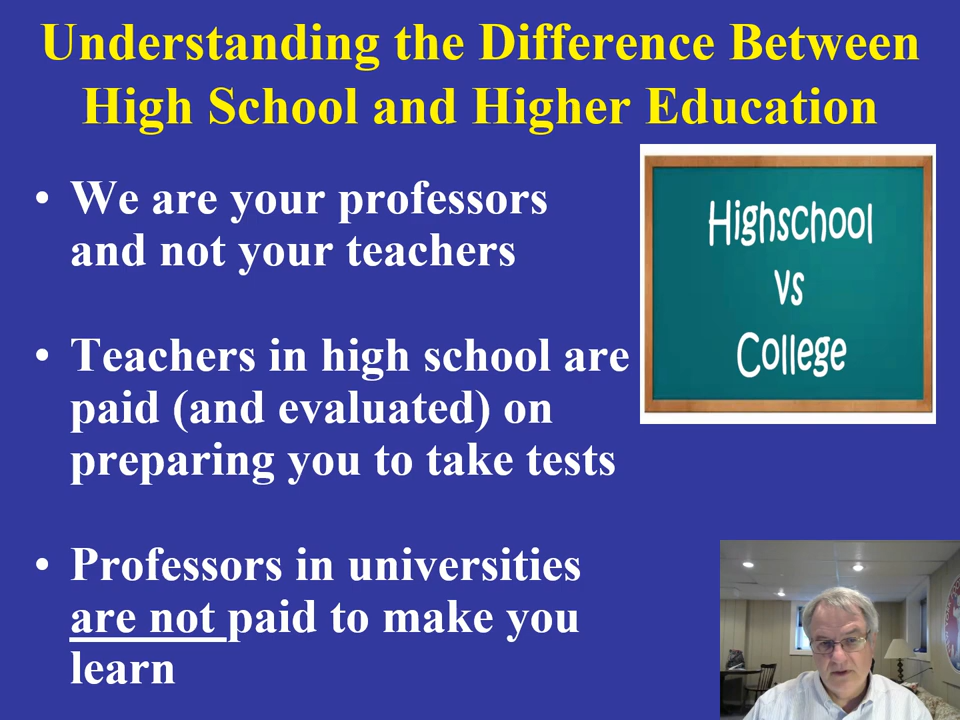 Understanding the Difference Between
High School and Higher Education
• We are your professors
and not your teachers
• Teachers in high school are
paid (and evaluated) on
preparing you to take tests
• Professors in universities
are not paid to make you
learn
Highschool
vs
College